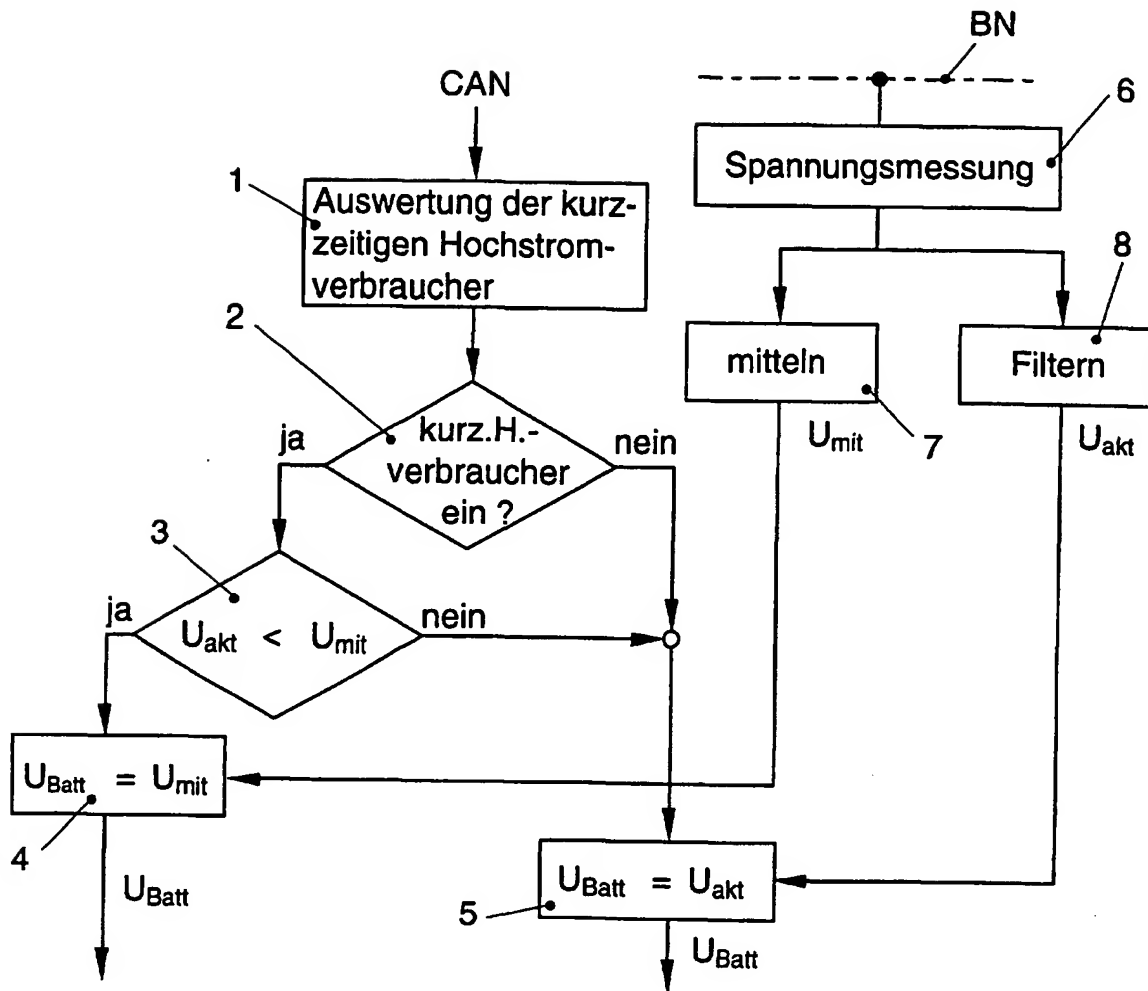 BN
CAN
6
Spannungsmessung
1
Auswertung der kurz-
zeitigen Hochstrom-
verbraucher
8
2
mitteln
Filtern
ja
kurz.H.-
verbraucher
ein ?
nein
U_mit
7
U_akt
3
ja
U_akt < U_mit
nein
U_Batt = U_mit
4
U_Batt
U_Batt = U_akt
5
U_Batt